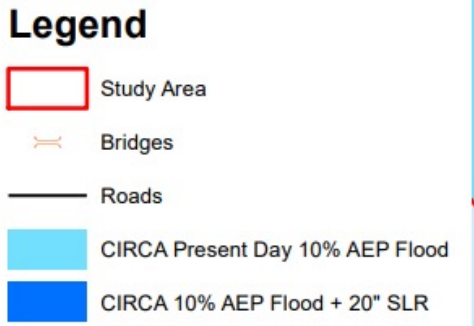 Legend
Study Area
Bridges
Roads
CIRCA Present Day 10% AEP Flood
CIRCA 10% AEP Flood + 20" SLR